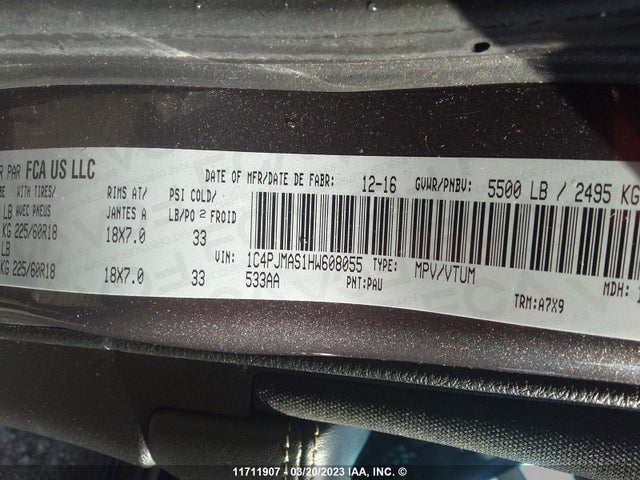 R PAR FCA US LLC
DATE OF MFR/DATE DE FABR: 12-16 GVWR/PNBV: 5500 LB / 2495 KG
WITH TIRES/ RIMS AT/ PSI COLD/
LB AVEC PNEUS JANTES A LB/PO 2 FROID
KG 225/60R18 18X7.0 33
LB
KG 225/60R18 18X7.0 33
VIN: 1C4PJMAS1HW608055 TYPE: MPV/VTUM
533AA PNT:PAU
TRM:A7X9 MDH:
11711907 - 03/20/2023 IAA, INC. ©